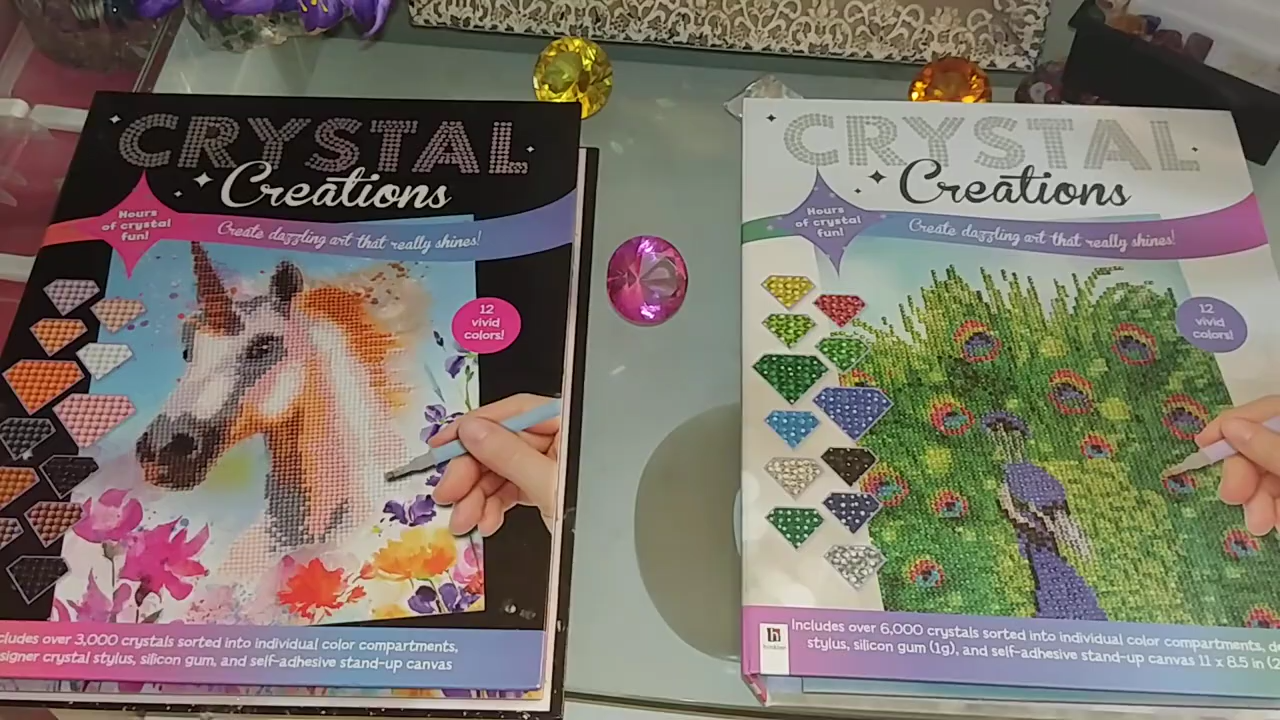 CRYSTAL
Creations
Hours
of crystal
fun!
Create dazzling art that really shines!
12
vivid
colors!
cludes over 3,000 crystals sorted into individual color compartments,
signer crystal stylus, silicon gum, and self-adhesive stand-up canvas
CRYSTAL
Creations
Hours
of crystal
fun!
Create dazzling art that really shines!
12
vivid
colors!
h
hinkler
Includes over 6,000 crystals sorted into individual color compartments, de
stylus, silicon gum (1g), and self-adhesive stand-up canvas 11 x 8.5 in (2